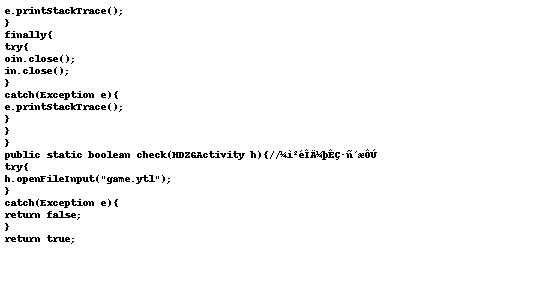 e.printStackTrace();
}
finally{
try{
oin.close();
in.close();
}
catch(Exception e){
e.printStackTrace();
}
}
}
public static boolean check(HDZGActivity h){//¼ì²éÎÄ¼þÊÇ·ñ´æÔÚ
try{
h.openFileInput("game.ytl");
}
catch(Exception e){
return false;
}
return true;